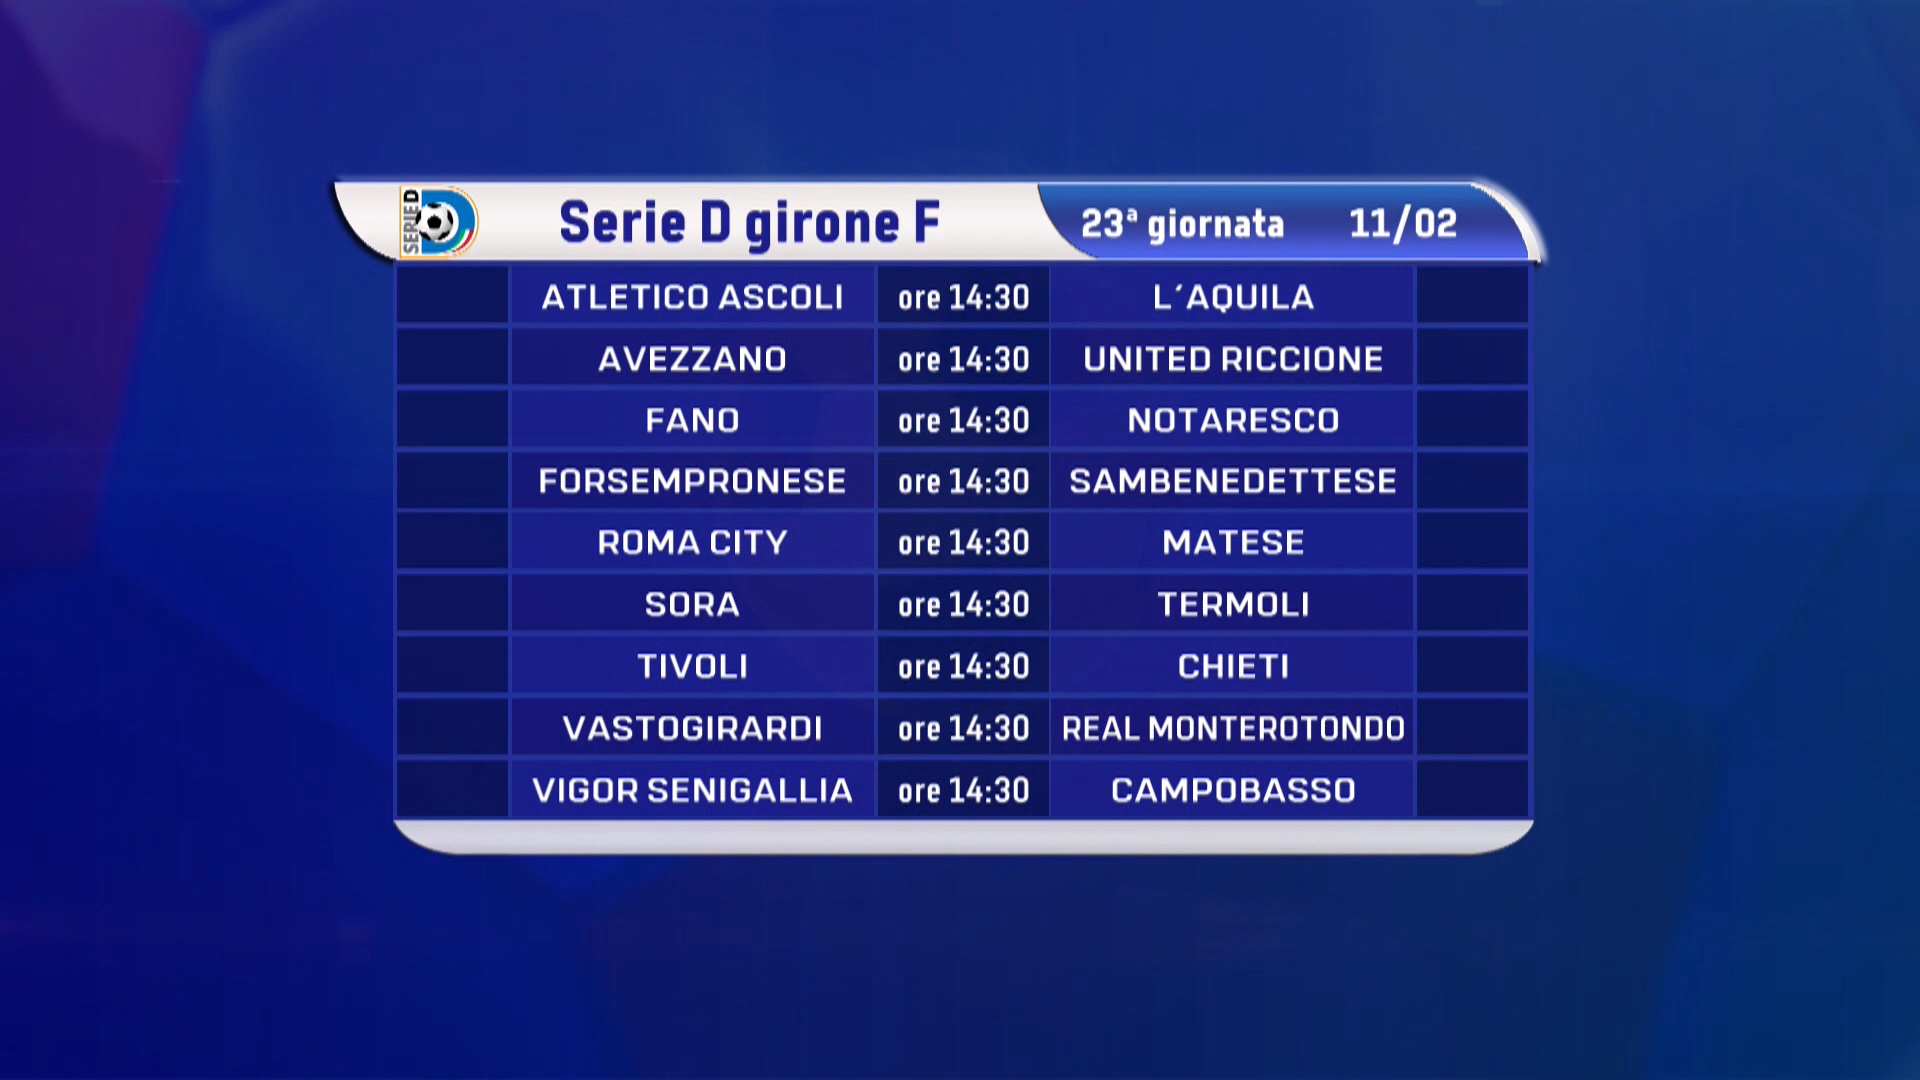 SERIE D
Serie D girone F 23ª giornata 11/02
ATLETICO ASCOLI ore 14:30 L´AQUILA
AVEZZANO ore 14:30 UNITED RICCIONE
FANO ore 14:30 NOTARESCO
FORSEMPRONESE ore 14:30 SAMBENEDETTESE
ROMA CITY ore 14:30 MATESE
SORA ore 14:30 TERMOLI
TIVOLI ore 14:30 CHIETI
VASTOGIRARDI ore 14:30 REAL MONTEROTONDO
VIGOR SENIGALLIA ore 14:30 CAMPOBASSO